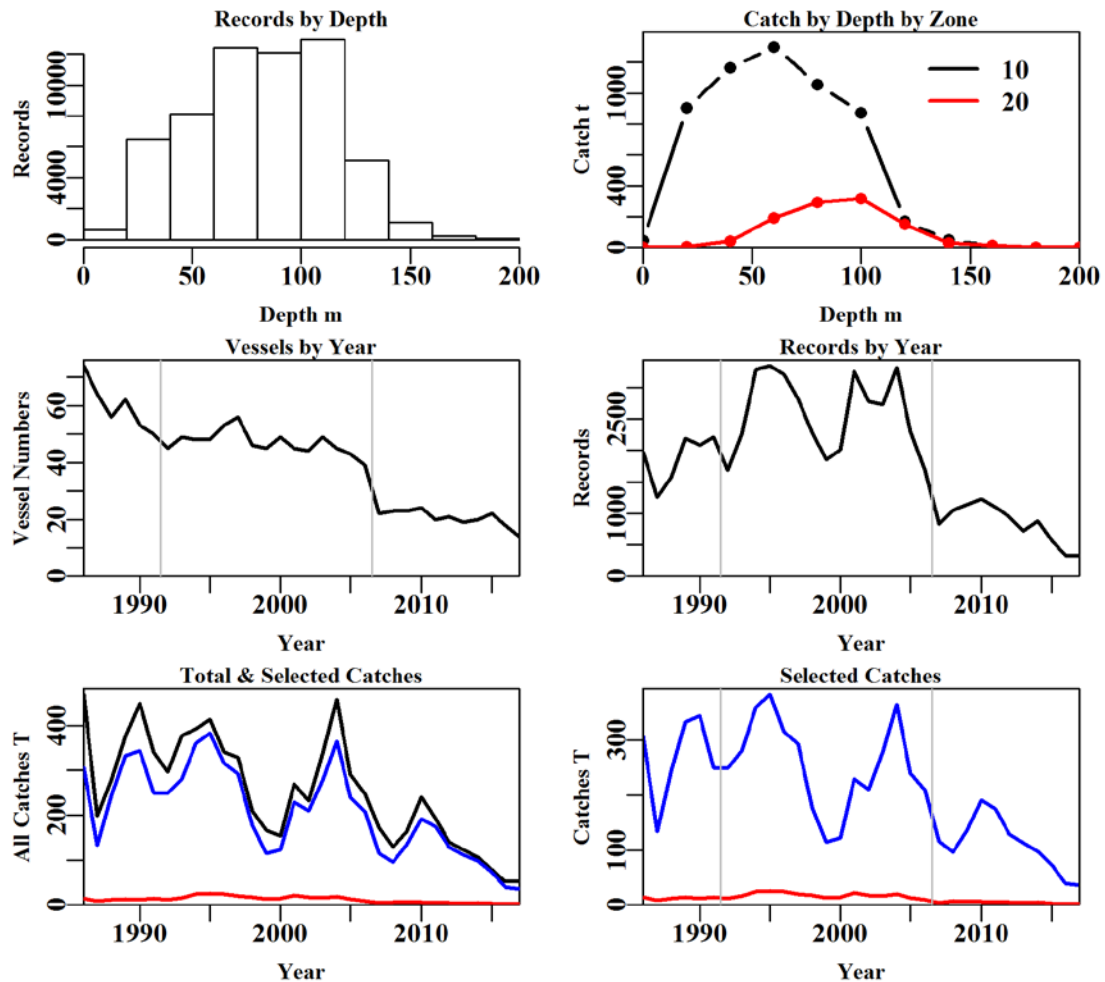 Records by Depth
Records
0
4000
10000
0
50
100
150
200
Depth m
Catch by Depth by Zone
Catch t
0
400
1000
10
20
0
50
100
150
200
Depth m
Vessels by Year
Vessel Numbers
0
20
40
60
1990
2000
2010
Year
Records by Year
Records
0
1000
2500
1990
2000
2010
Year
Total & Selected Catches
All Catches T
0
200
400
1990
2000
2010
Year
Selected Catches
Catches T
0
100
300
1990
2000
2010
Year